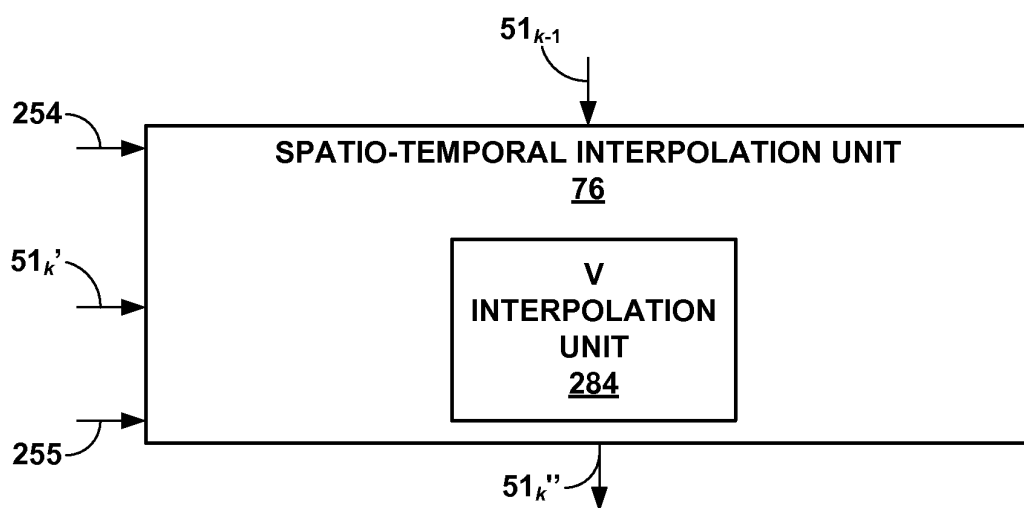 51k-1
254
SPATIO-TEMPORAL INTERPOLATION UNIT
76
51k’
V
INTERPOLATION
UNIT
284
255
51k"